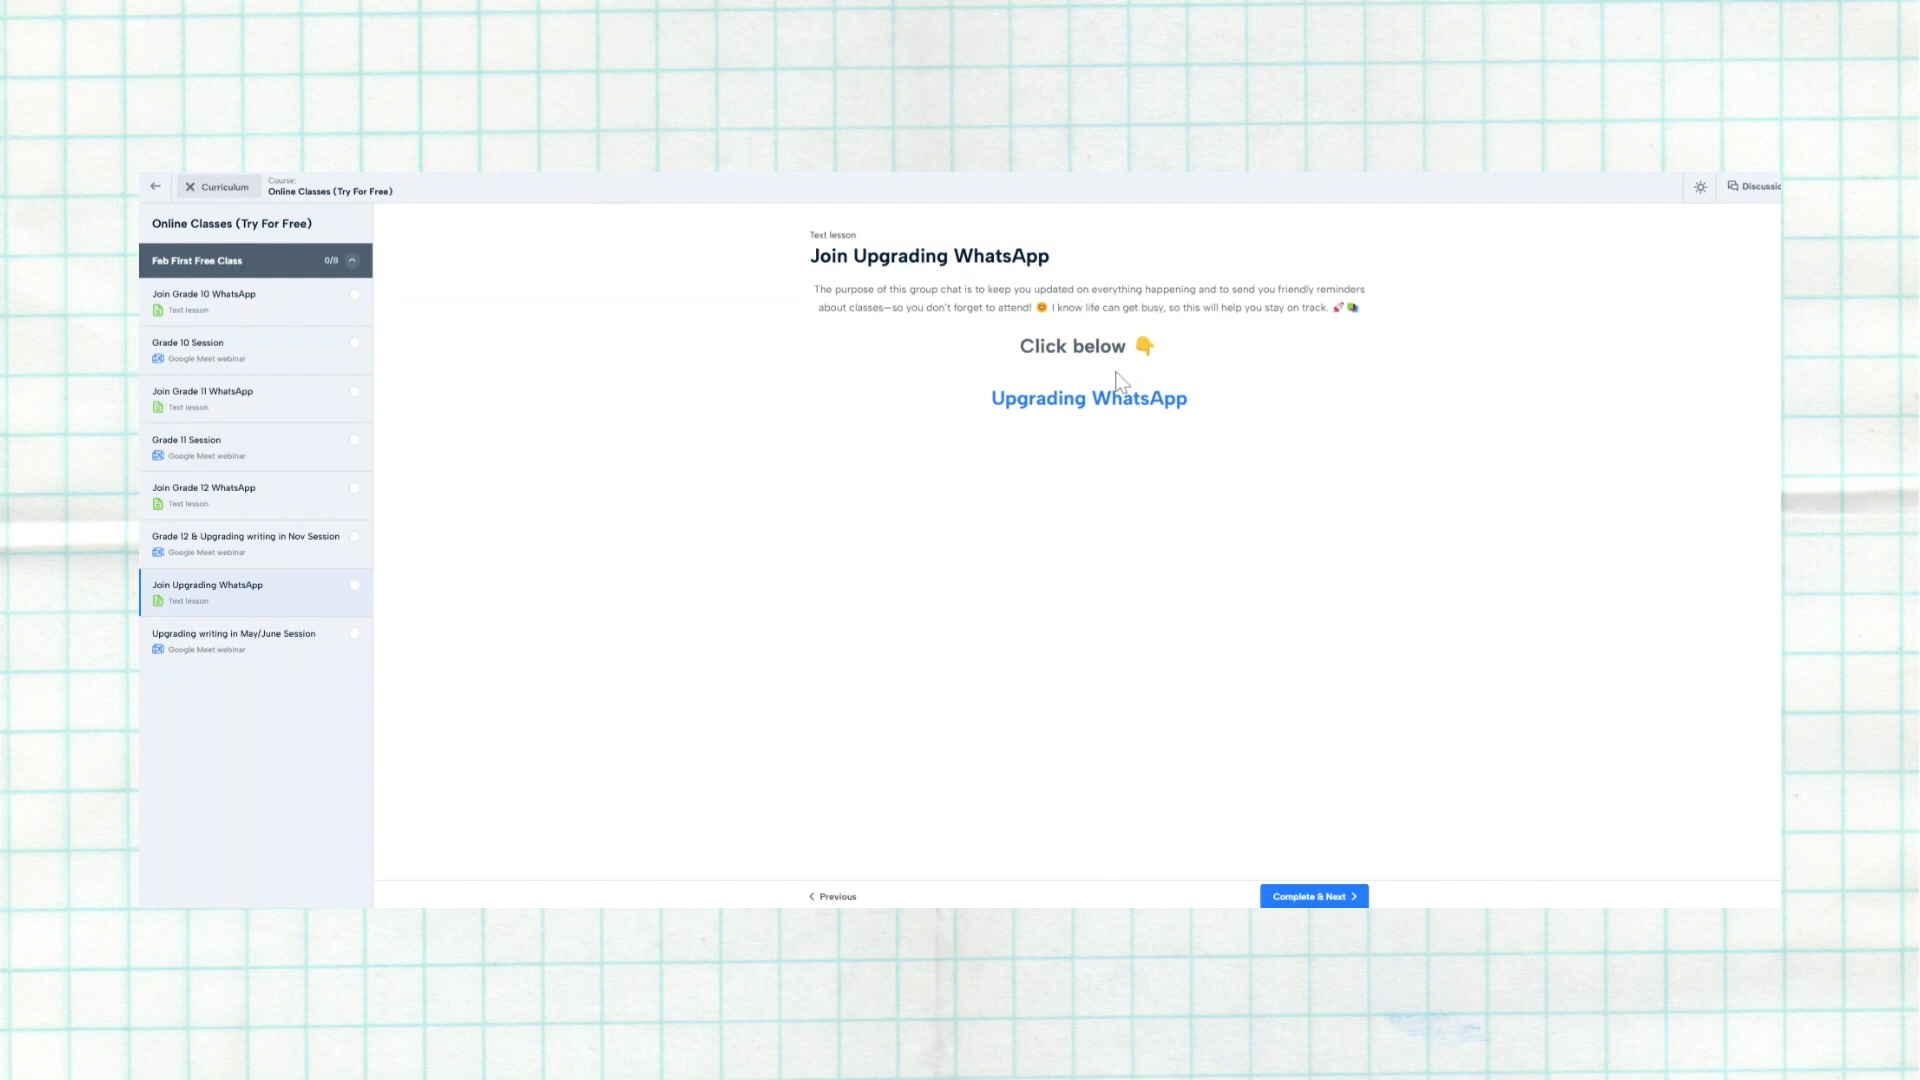 Curriculum
Course:
Online Classes (Try For Free)
Discussio
Online Classes (Try For Free)
Feb First Free Class 0/8
Join Grade 10 WhatsApp
Text lesson
Grade 10 Session
Google Meet webinar
Join Grade 11 WhatsApp
Text lesson
Grade 11 Session
Google Meet webinar
Join Grade 12 WhatsApp
Text lesson
Grade 12 & Upgrading writing in Nov Session
Google Meet webinar
Join Upgrading WhatsApp
Text lesson
Upgrading writing in May/June Session
Google Meet webinar
Text lesson
Join Upgrading WhatsApp
The purpose of this group chat is to keep you updated on everything happening and to send you friendly reminders
about classes—so you don't forget to attend! 😊 I know life can get busy, so this will help you stay on track. 🚀 📚
Click below 👇
Upgrading WhatsApp
Previous
Complete & Next